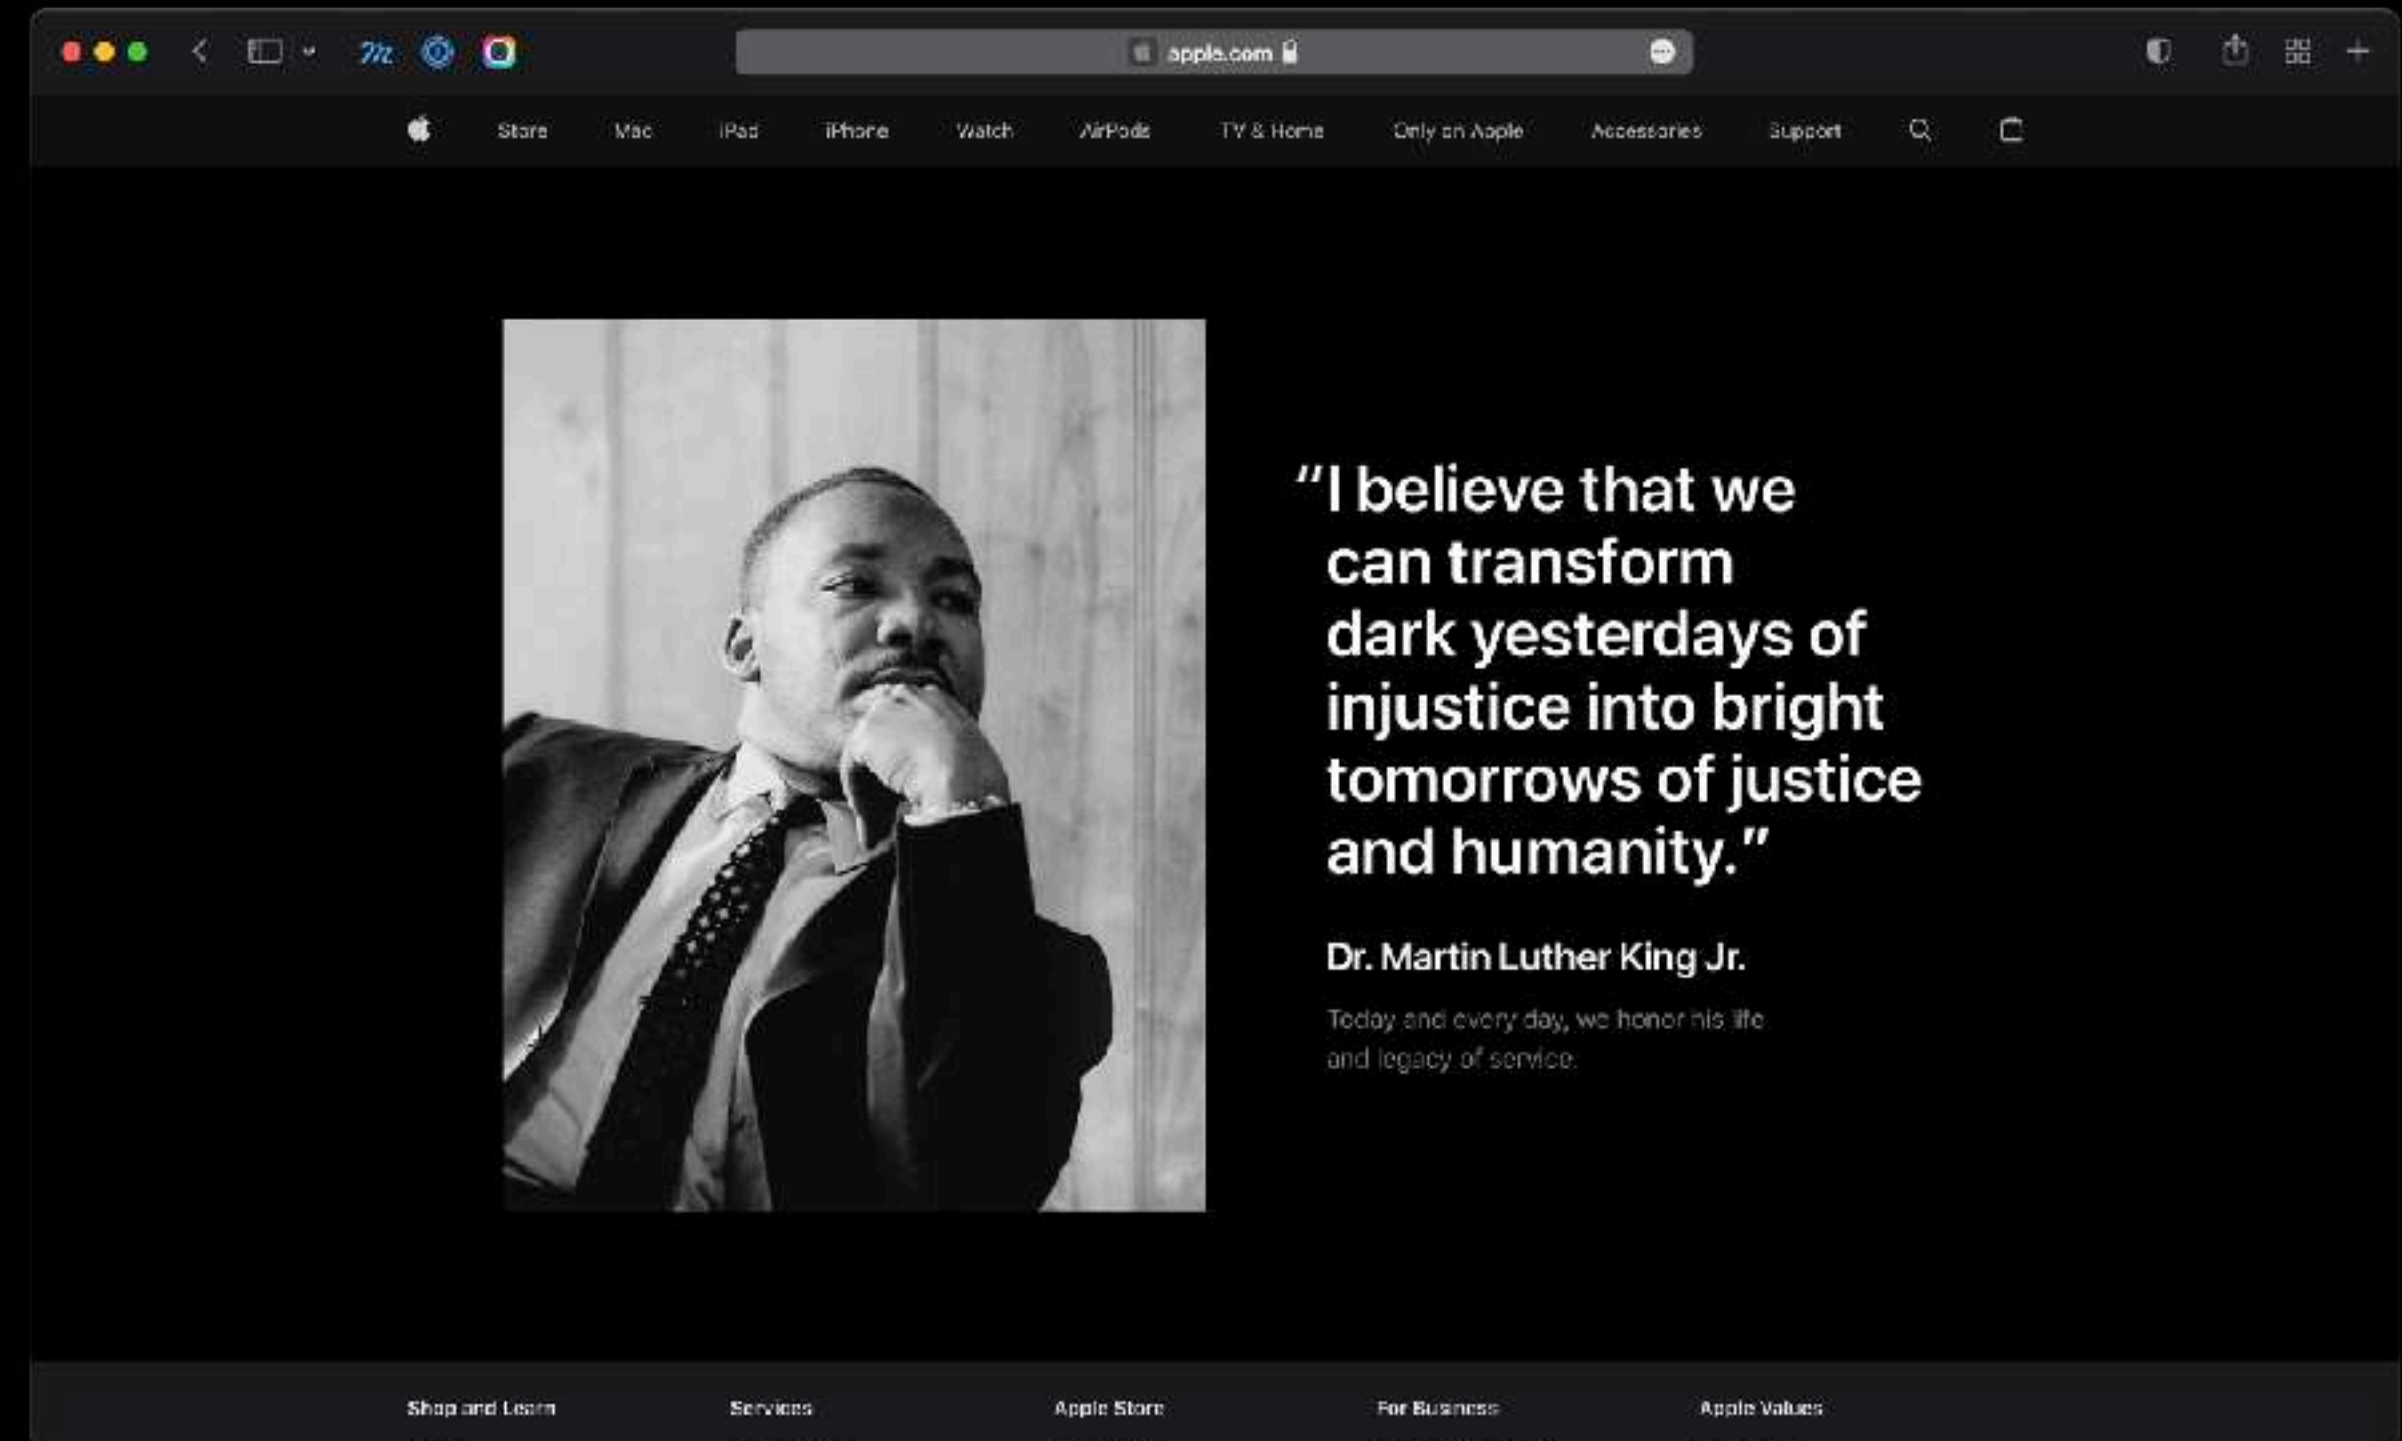 apple.com
Store Mac iPad iPhone Watch AirPods TV & Home Only on Apple Accessories Support
“I believe that we
can transform
dark yesterdays of
injustice into bright
tomorrows of justice
and humanity.”
Dr. Martin Luther King Jr.
Today and every day, we honor his life
and legacy of service.
Shop and Learn Services Apple Store For Business Apple Values